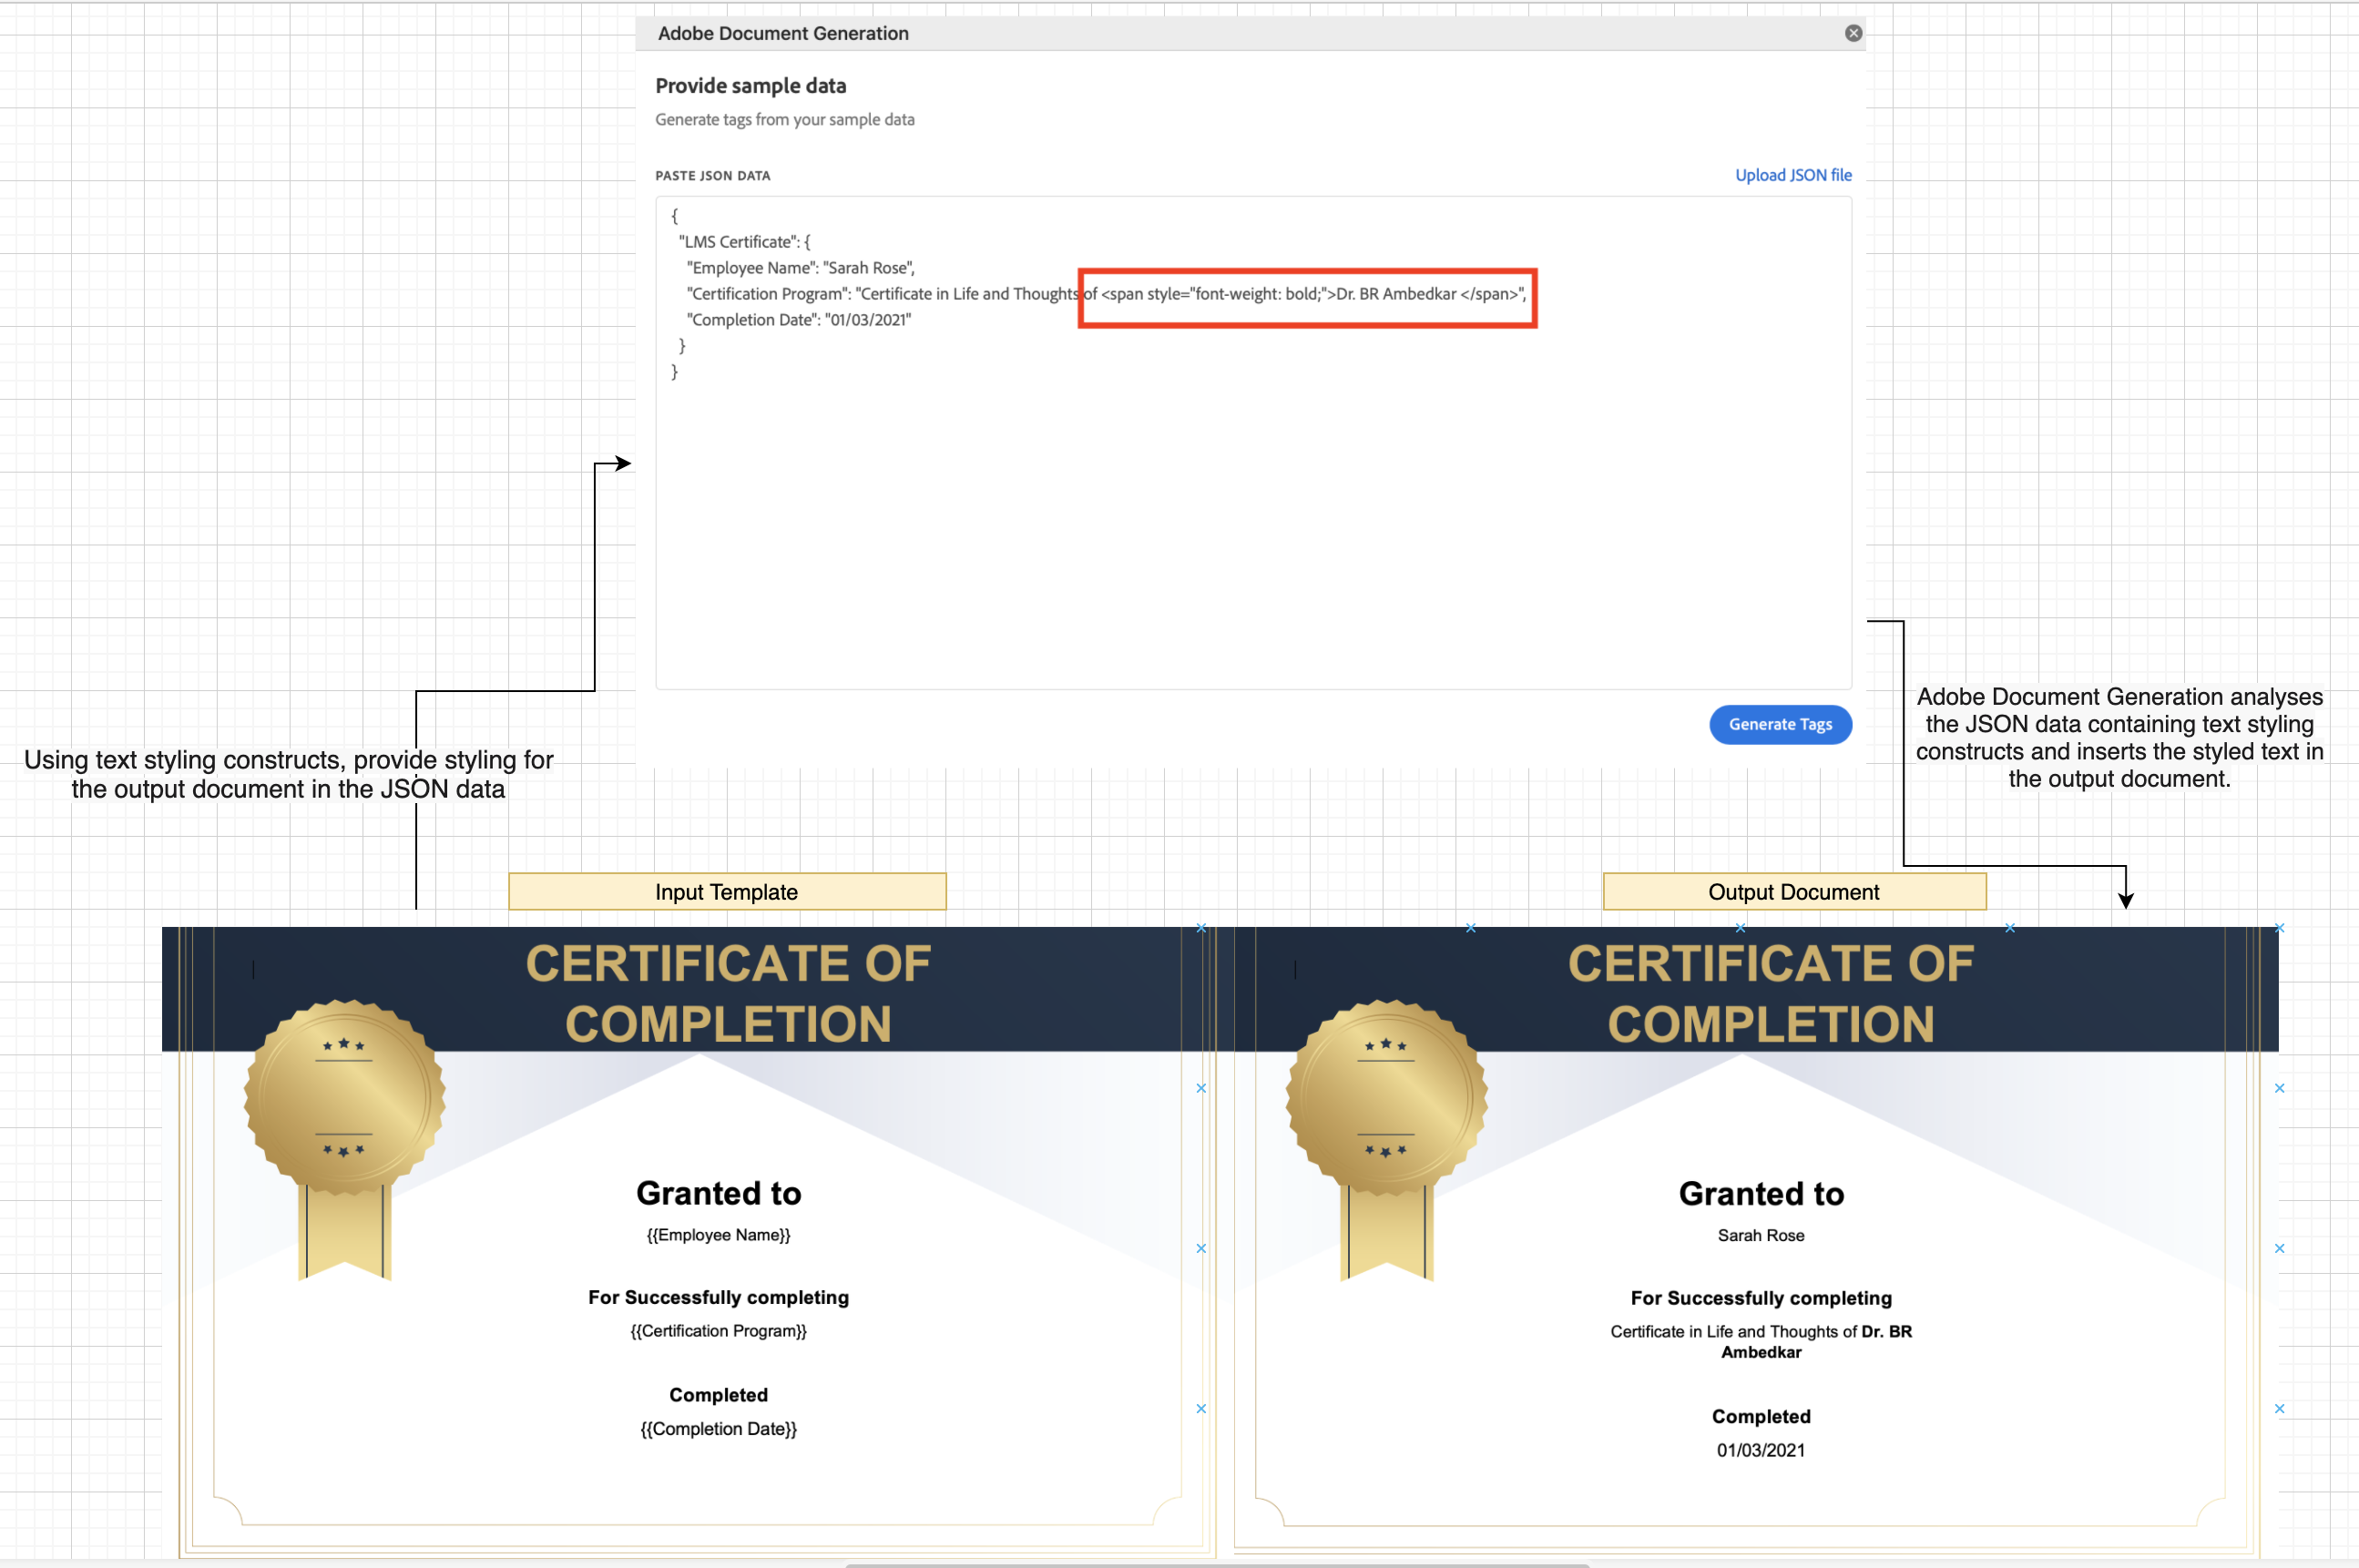 Adobe Document Generation
Provide sample data
Generate tags from your sample data
PASTE JSON DATA
Upload JSON file
{
"LMS Certificate": {
"Employee Name": "Sarah Rose",
"Certification Program": "Certificate in Life and Thoughts of <span style="font-weight: bold;">Dr. BR Ambedkar </span>",
"Completion Date": "01/03/2021"
}
}
Generate Tags
Using text styling constructs, provide styling for
the output document in the JSON data
Adobe Document Generation analyses
the JSON data containing text styling
constructs and inserts the styled text in
the output document.
Input Template
CERTIFICATE OF
COMPLETION
Granted to
{{Employee Name}}
For Successfully completing
{{Certification Program}}
Completed
{{Completion Date}}
Output Document
CERTIFICATE OF
COMPLETION
Granted to
Sarah Rose
For Successfully completing
Certificate in Life and Thoughts of Dr. BR
Ambedkar
Completed
01/03/2021